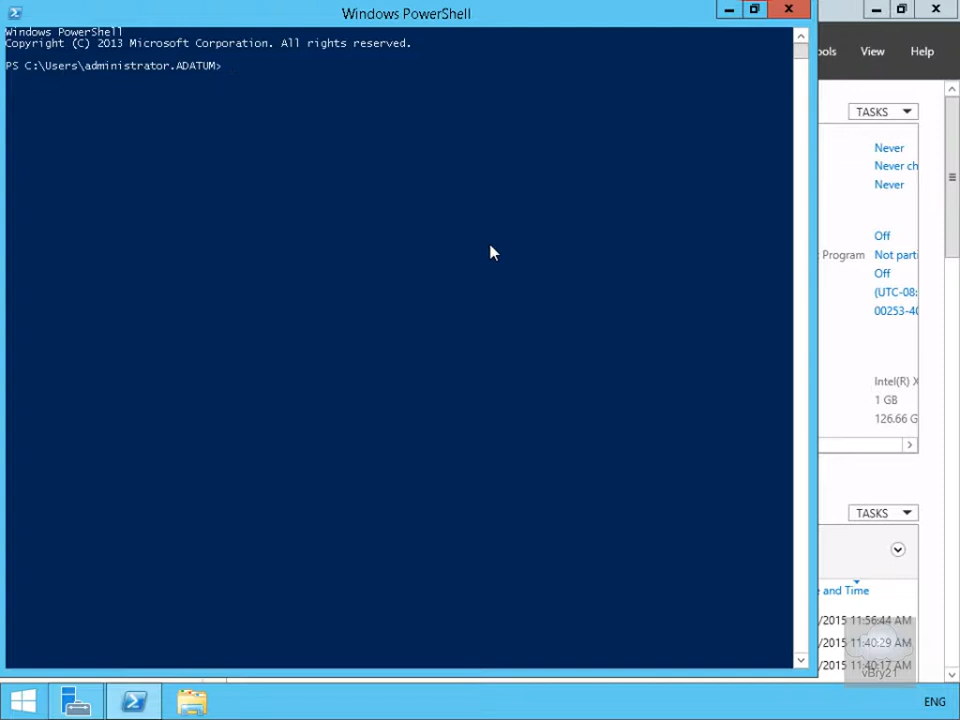 Windows PowerShell
Windows PowerShell
Copyright (C) 2013 Microsoft Corporation. All rights reserved.
PS C:\Users\administrator.ADATUM>
ools View Help
TASKS
Never
Never ch
Never
Off
Program Not parti
Off
(UTC-08:
00253-40
Intel(R) X
1 GB
126.66 G
TASKS
e and Time
/2015 11:56:44 AM
/2015 11:40:29 AM
/2015 11:40:17 AM
vBry21
ENG